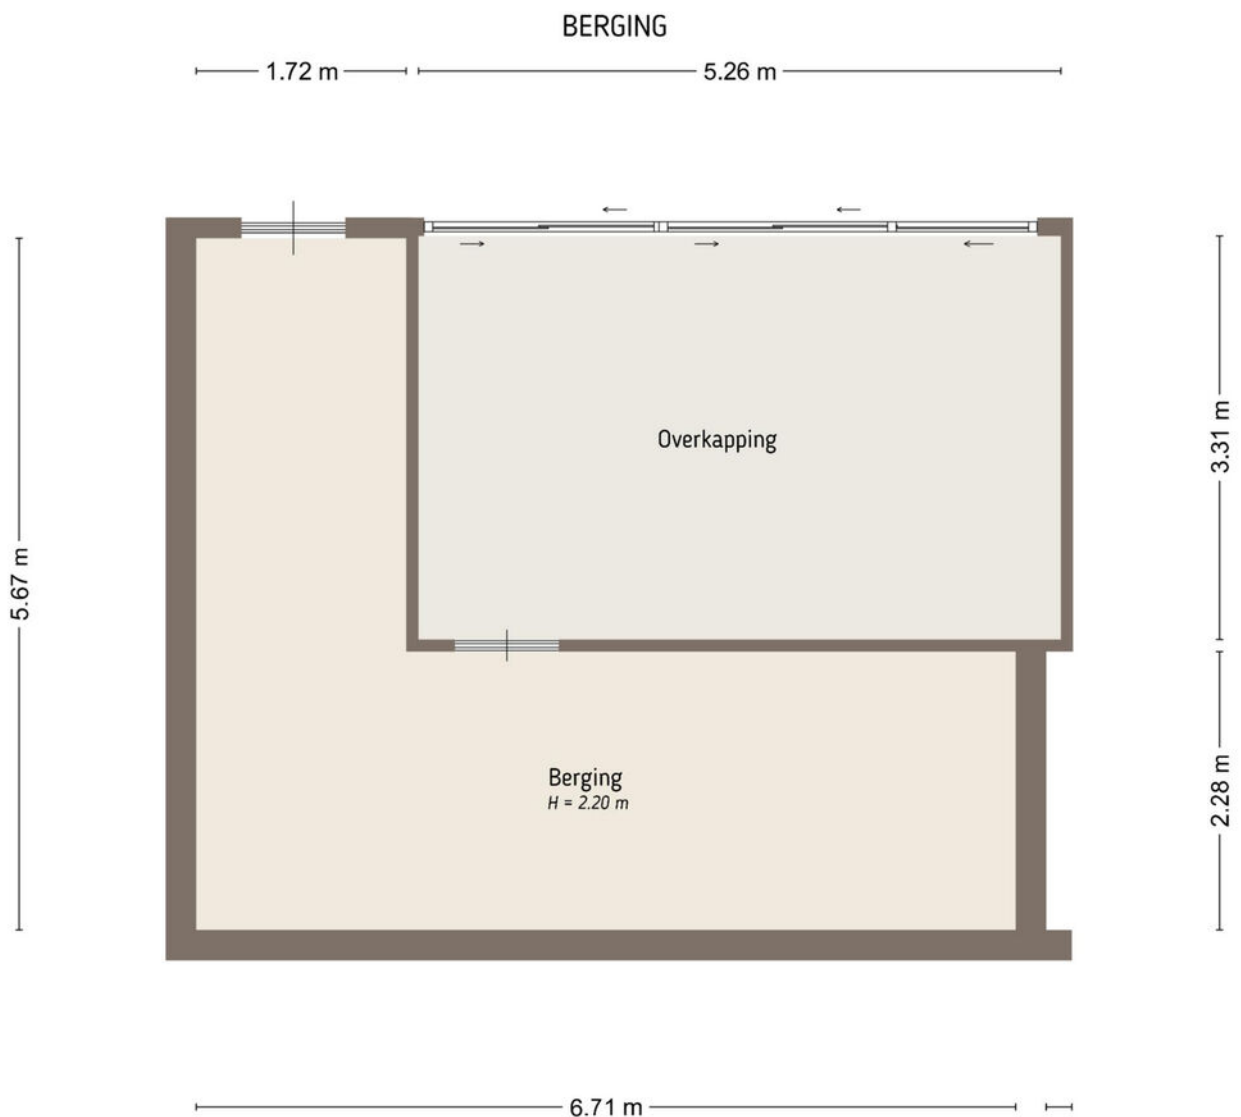 BERGING
1.72 m
5.26 m
5.67 m
3.31 m
Overkapping
2.28 m
Berging
H = 2.20 m
6.71 m